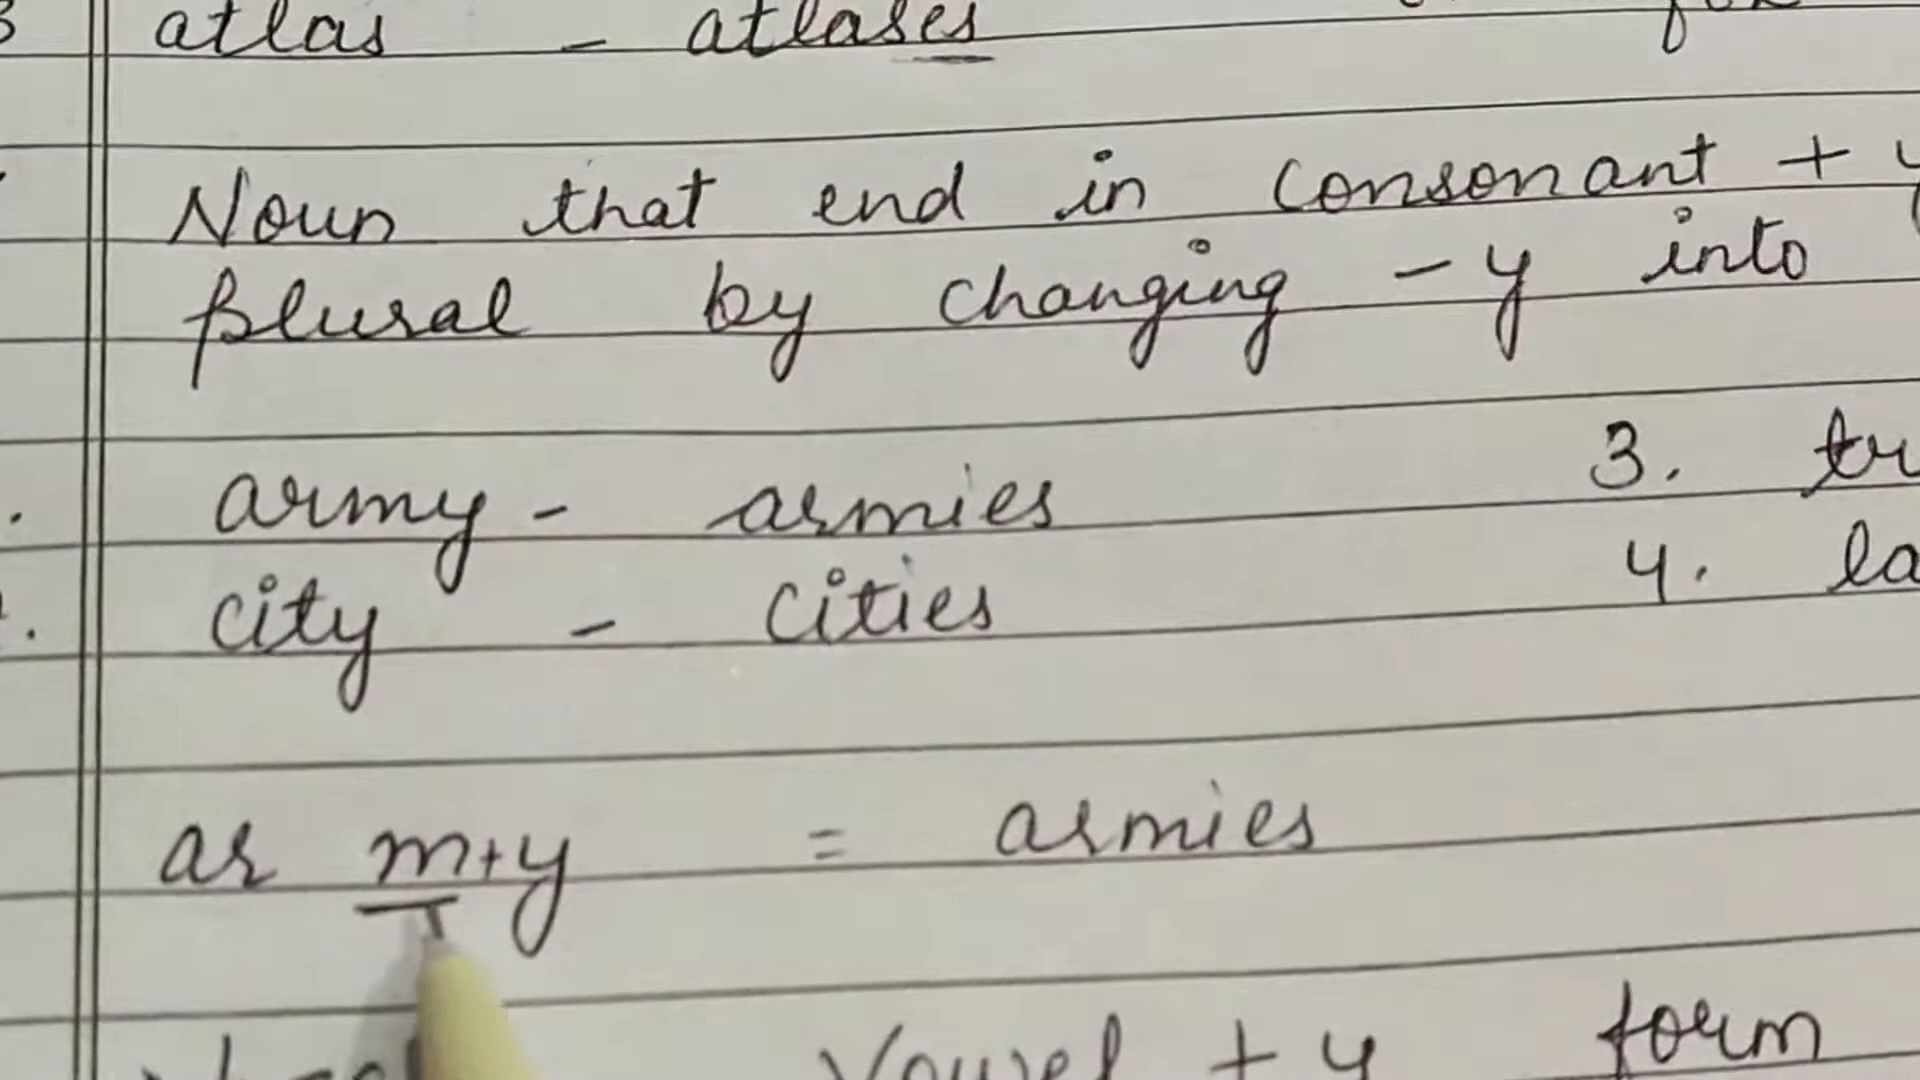 atlas - atlases
Noun that end in consonant + y
plural by changing -y into
army - armies 3.
city - cities 4.
ar m+y = armies
Vowel + y form